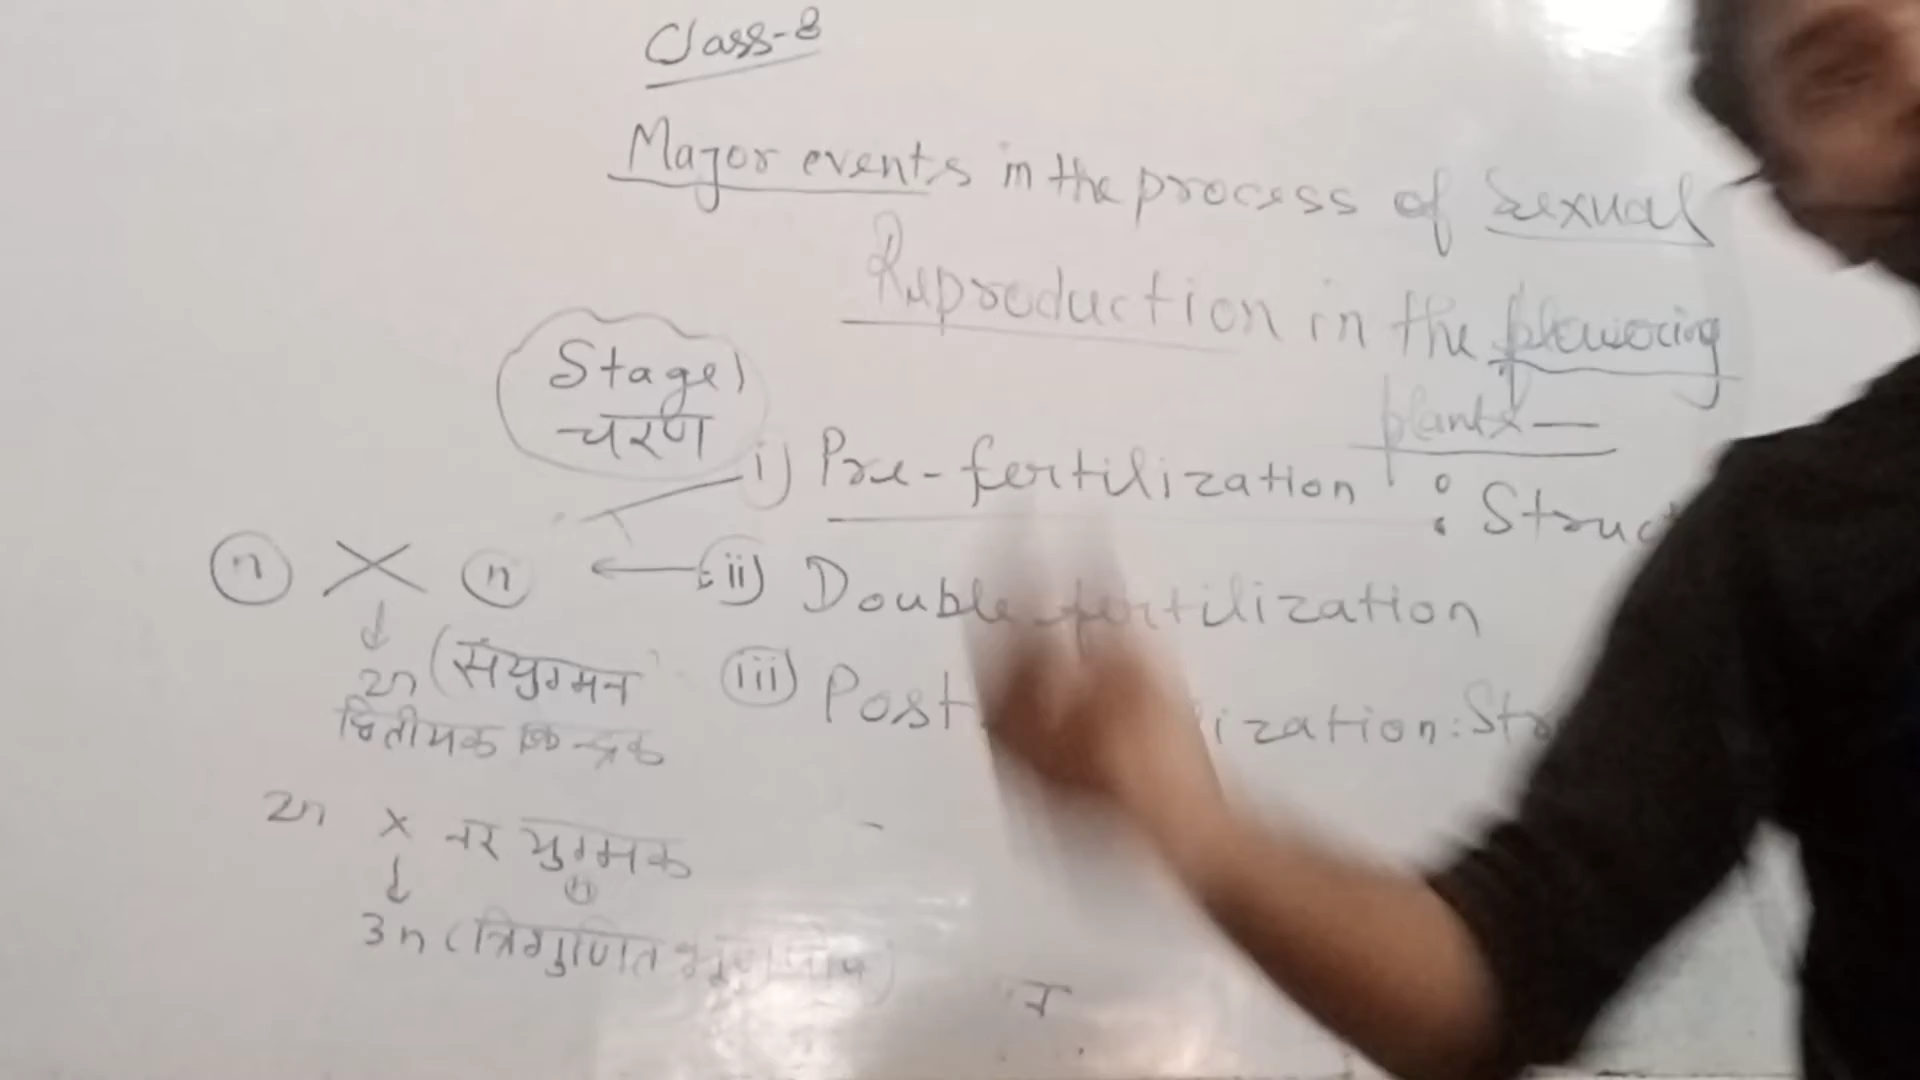 Class-8
Major events in the process of Sexual
Reproduction in the flowering
plants —
Stage)
चरण
i) Pre-fertilization : Struc
ii) Double fertilization
iii) Post ization: St
n × n
↓
2n (संयुग्मन
द्वितीयक केन्द्रक
2n × नर युग्मक
↓ n
3n (त्रिगुणित
न